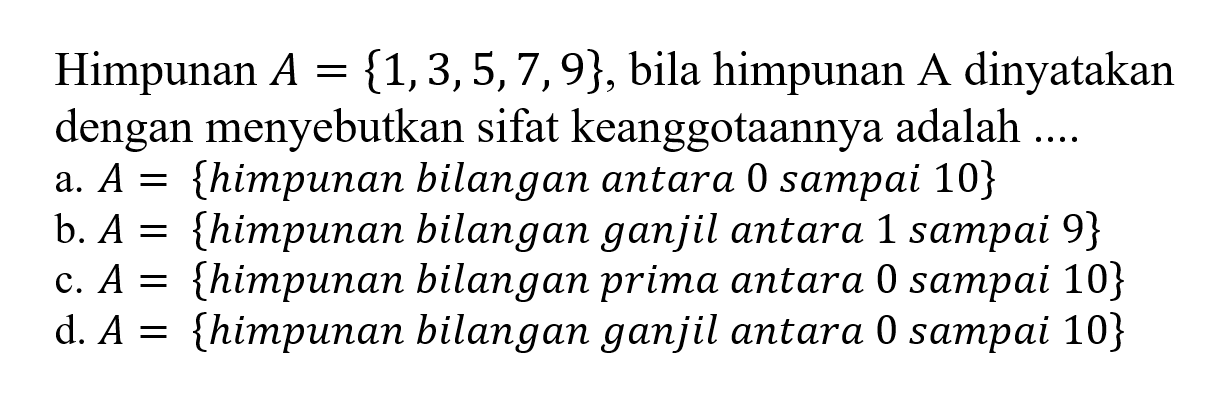 Himpunan A = {1, 3, 5, 7, 9}, bila himpunan A dinyatakan
dengan menyebutkan sifat keanggotaannya adalah ....
a. A = {himpunan bilangan antara 0 sampai 10}
b. A = {himpunan bilangan ganjil antara 1 sampai 9}
c. A = {himpunan bilangan prima antara 0 sampai 10}
d. A = {himpunan bilangan ganjil antara 0 sampai 10}